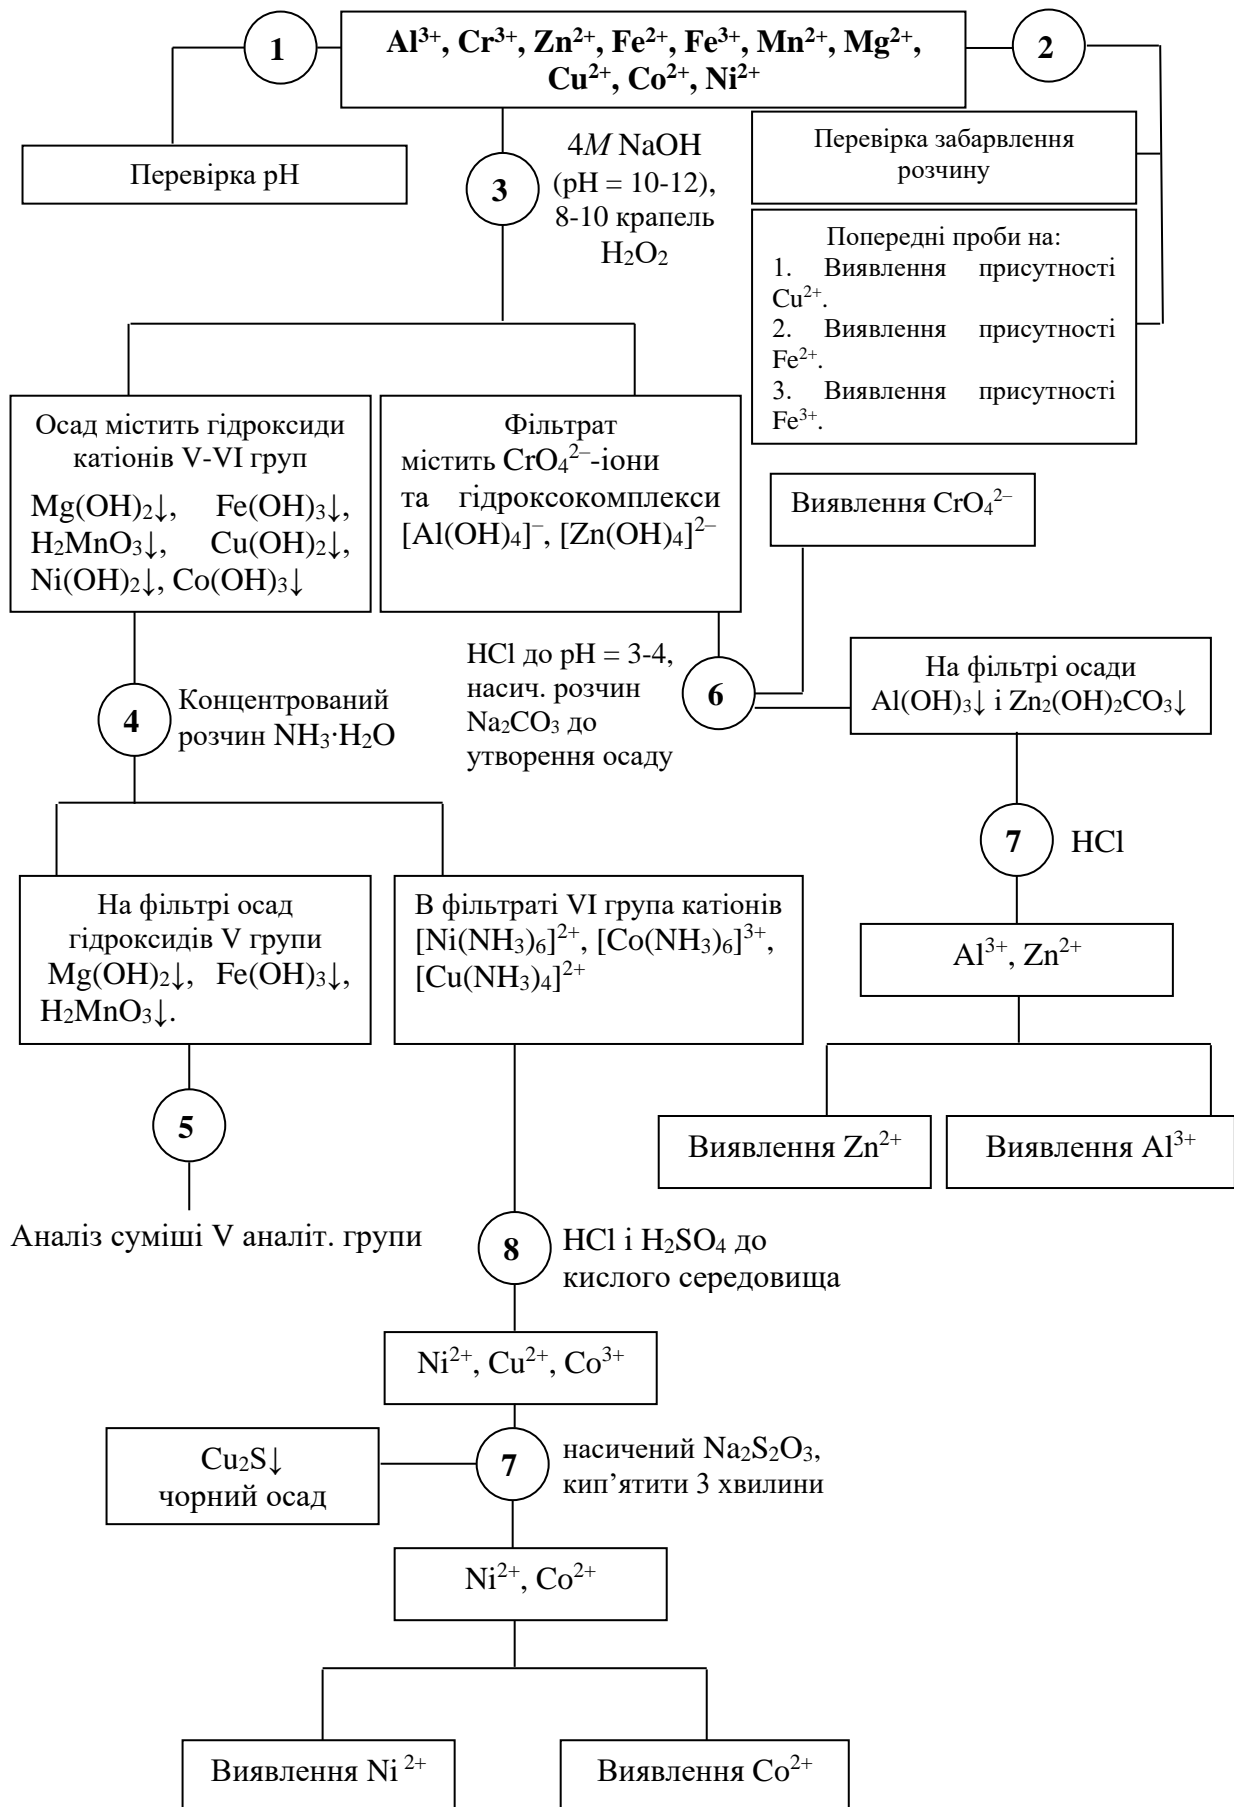 1
Al³⁺, Cr³⁺, Zn²⁺, Fe²⁺, Fe³⁺, Mn²⁺, Mg²⁺,
Cu²⁺, Co²⁺, Ni²⁺
2
Перевірка pH
3
4M NaOH
(pH = 10-12),
8-10 крапель
H₂O₂
Перевірка забарвлення
розчину
Попередні проби на:
1. Виявлення присутності
Cu²⁺.
2. Виявлення присутності
Fe²⁺.
3. Виявлення присутності
Fe³⁺.
Осад містить гідроксиди
катіонів V-VI груп
Mg(OH)₂↓, Fe(OH)₃↓,
H₂MnO₃↓, Cu(OH)₂↓,
Ni(OH)₂↓, Co(OH)₃↓
Фільтрат
містить CrO₄²⁻-іони
та гідроксокомплекси
[Al(OH)₄]⁻, [Zn(OH)₄]²⁻
Виявлення CrO₄²⁻
4
Концентрований
розчин NH₃·H₂O
HCl до pH = 3-4,
насич. розчин
Na₂CO₃ до
утворення осаду
6
На фільтрі осади
Al(OH)₃↓ і Zn₂(OH)₂CO₃↓
7
HCl
На фільтрі осад
гідроксидів V групи
Mg(OH)₂↓, Fe(OH)₃↓,
H₂MnO₃↓.
В фільтраті VI група катіонів
[Ni(NH₃)₆]²⁺, [Co(NH₃)₆]³⁺,
[Cu(NH₃)₄]²⁺
Al³⁺, Zn²⁺
5
Виявлення Zn²⁺
Виявлення Al³⁺
Аналіз суміші V аналіт. групи
8
HCl і H₂SO₄ до
кислого середовища
Ni²⁺, Cu²⁺, Co³⁺
Cu₂S↓
чорний осад
7
насичений Na₂S₂O₃,
кип’ятити 3 хвилини
Ni²⁺, Co²⁺
Виявлення Ni ²⁺
Виявлення Co²⁺